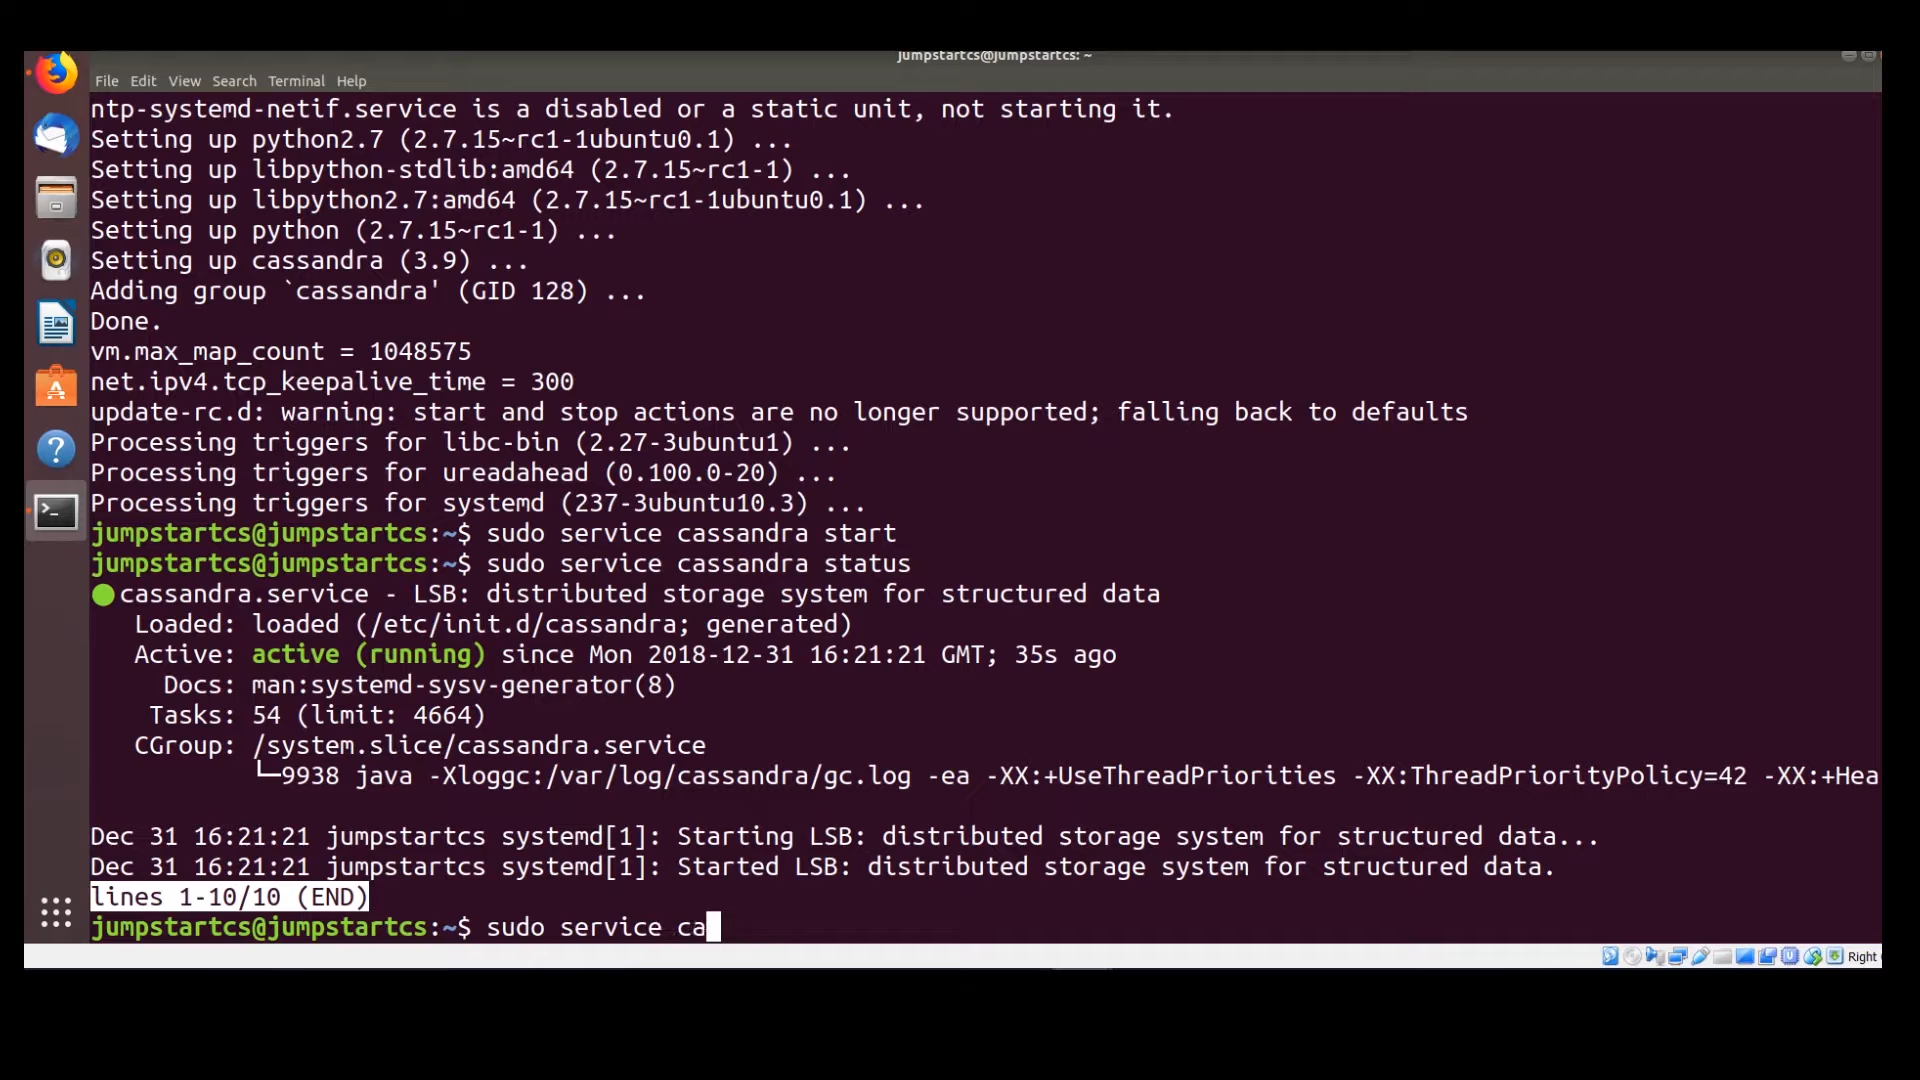 jumpstartcs@jumpstartcs: ~
File Edit View Search Terminal Help
ntp-systemd-netif.service is a disabled or a static unit, not starting it.
Setting up python2.7 (2.7.15~rc1-1ubuntu0.1) ...
Setting up libpython-stdlib:amd64 (2.7.15~rc1-1) ...
Setting up libpython2.7:amd64 (2.7.15~rc1-1ubuntu0.1) ...
Setting up python (2.7.15~rc1-1) ...
Setting up cassandra (3.9) ...
Adding group `cassandra' (GID 128) ...
Done.
vm.max_map_count = 1048575
net.ipv4.tcp_keepalive_time = 300
update-rc.d: warning: start and stop actions are no longer supported; falling back to defaults
Processing triggers for libc-bin (2.27-3ubuntu1) ...
Processing triggers for ureadahead (0.100.0-20) ...
Processing triggers for systemd (237-3ubuntu10.3) ...
jumpstartcs@jumpstartcs:~$ sudo service cassandra start
jumpstartcs@jumpstartcs:~$ sudo service cassandra status
cassandra.service - LSB: distributed storage system for structured data
Loaded: loaded (/etc/init.d/cassandra; generated)
Active: active (running) since Mon 2018-12-31 16:21:21 GMT; 35s ago
Docs: man:systemd-sysv-generator(8)
Tasks: 54 (limit: 4664)
CGroup: /system.slice/cassandra.service
└─9938 java -Xloggc:/var/log/cassandra/gc.log -ea -XX:+UseThreadPriorities -XX:ThreadPriorityPolicy=42 -XX:+Hea
Dec 31 16:21:21 jumpstartcs systemd[1]: Starting LSB: distributed storage system for structured data...
Dec 31 16:21:21 jumpstartcs systemd[1]: Started LSB: distributed storage system for structured data.
lines 1-10/10 (END)
jumpstartcs@jumpstartcs:~$ sudo service ca
Right